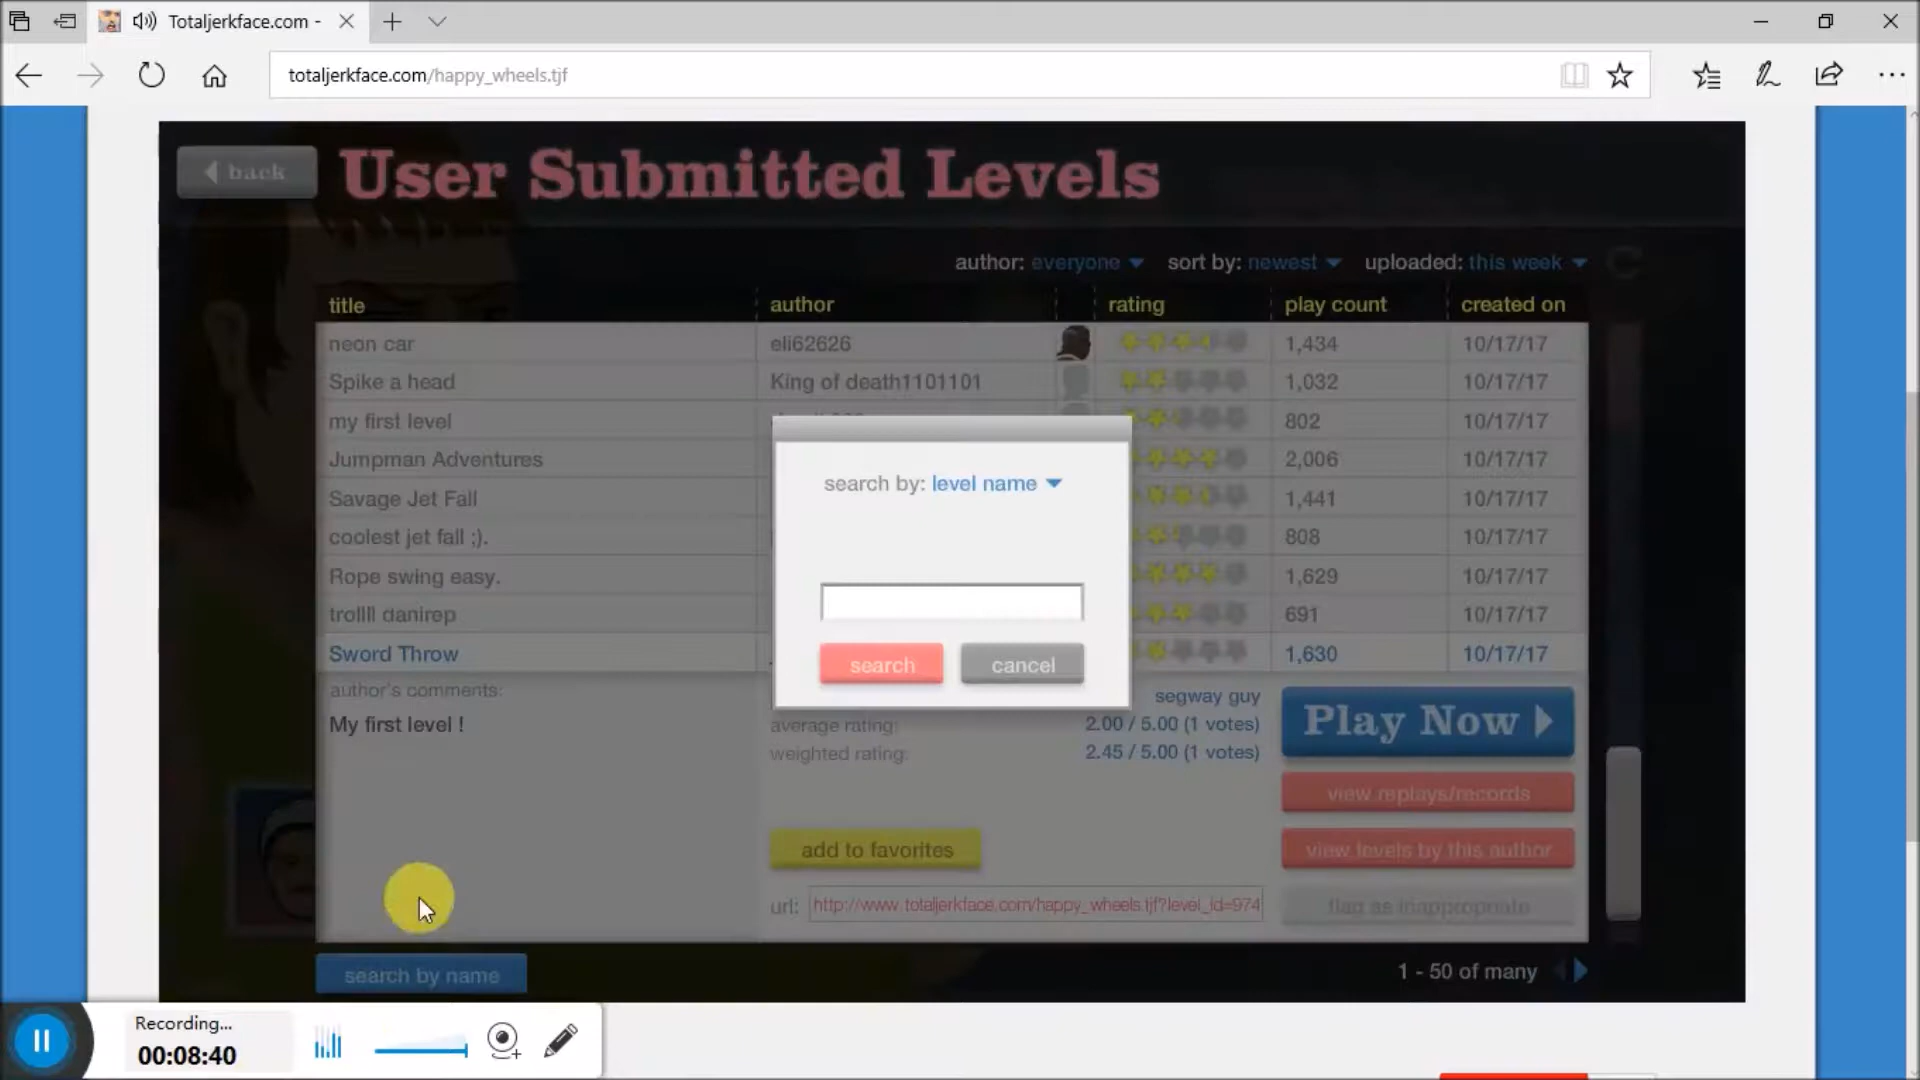 Totaljerkface.com -
totaljerkface.com/happy_wheels.tjf
back
User Submitted Levels
author: everyone sort by: newest uploaded: this week
title author rating play count created on
neon car eli62626 1,434 10/17/17
Spike a head King of death1101101 1,032 10/17/17
my first level 802 10/17/17
Jumpman Adventures 2,006 10/17/17
Savage Jet Fall 1,441 10/17/17
coolest jet fall ;). 808 10/17/17
Rope swing easy. 1,629 10/17/17
trollll danirep 691 10/17/17
Sword Throw 1,630 10/17/17
search by: level name
search cancel
author's comments:
My first level !
segway guy
average rating: 2.00 / 5.00 (1 votes)
weighted rating: 2.45 / 5.00 (1 votes)
Play Now
view replays/records
add to favorites
view levels by this author
url: http://www.totaljerkface.com/happy_wheels.tjf?level_id=974
flag as inappropriate
search by name
1 - 50 of many
Recording...
00:08:40